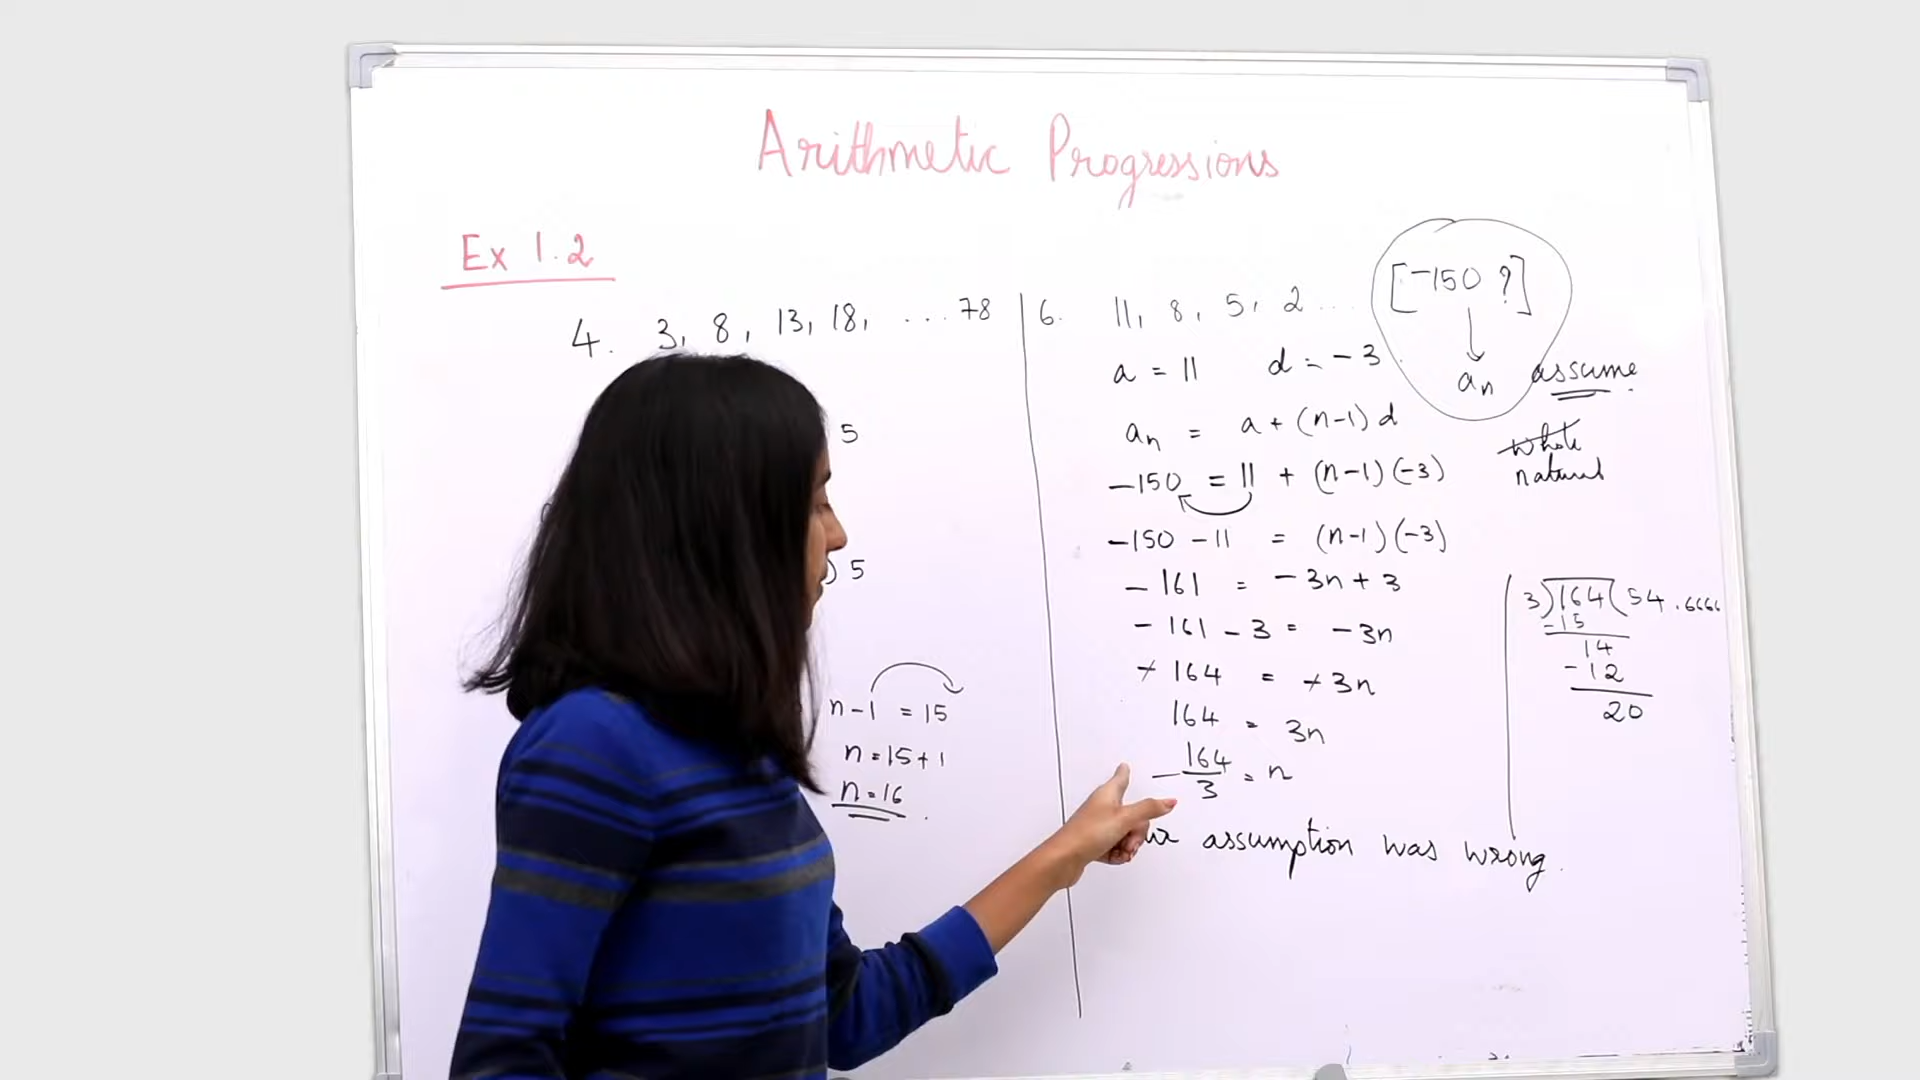 Arithmetic Progressions
Ex 1.2
4. 3, 8, 13, 18, ... 78
5
) 5
n-1 = 15
n = 15 + 1
n = 16
6. 11, 8, 5, 2 ... [-150 ?]
a = 11 d = -3
an assume
an = a + (n-1) d
-150 = 11 + (n-1) (-3)
natural
-150 - 11 = (n-1) (-3)
-161 = -3n + 3
-161 - 3 = -3n
-164 = -3n
164 = 3n
-164/3 = n
assumption was wrong.
3)164(54.6666
-15
14
-12
20